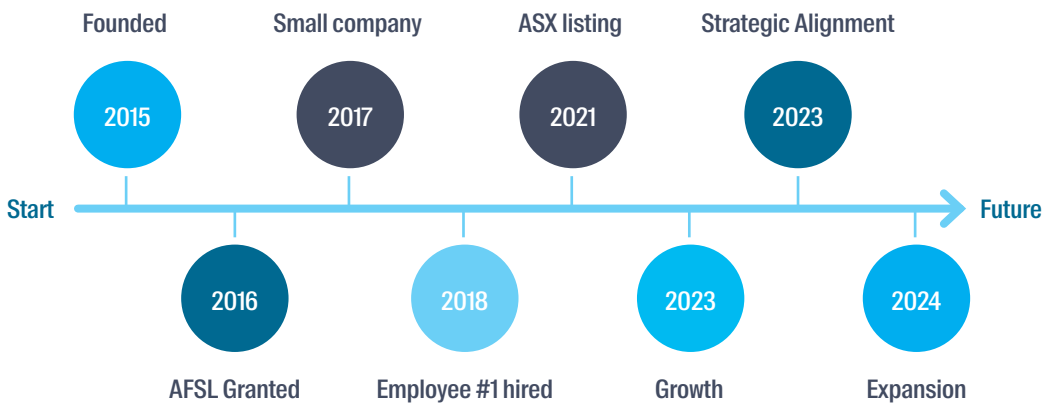 Founded
Small company
ASX listing
Strategic Alignment
2015
2017
2021
2023
Start
Future
2016
2018
2023
2024
AFSL Granted
Employee #1 hired
Growth
Expansion